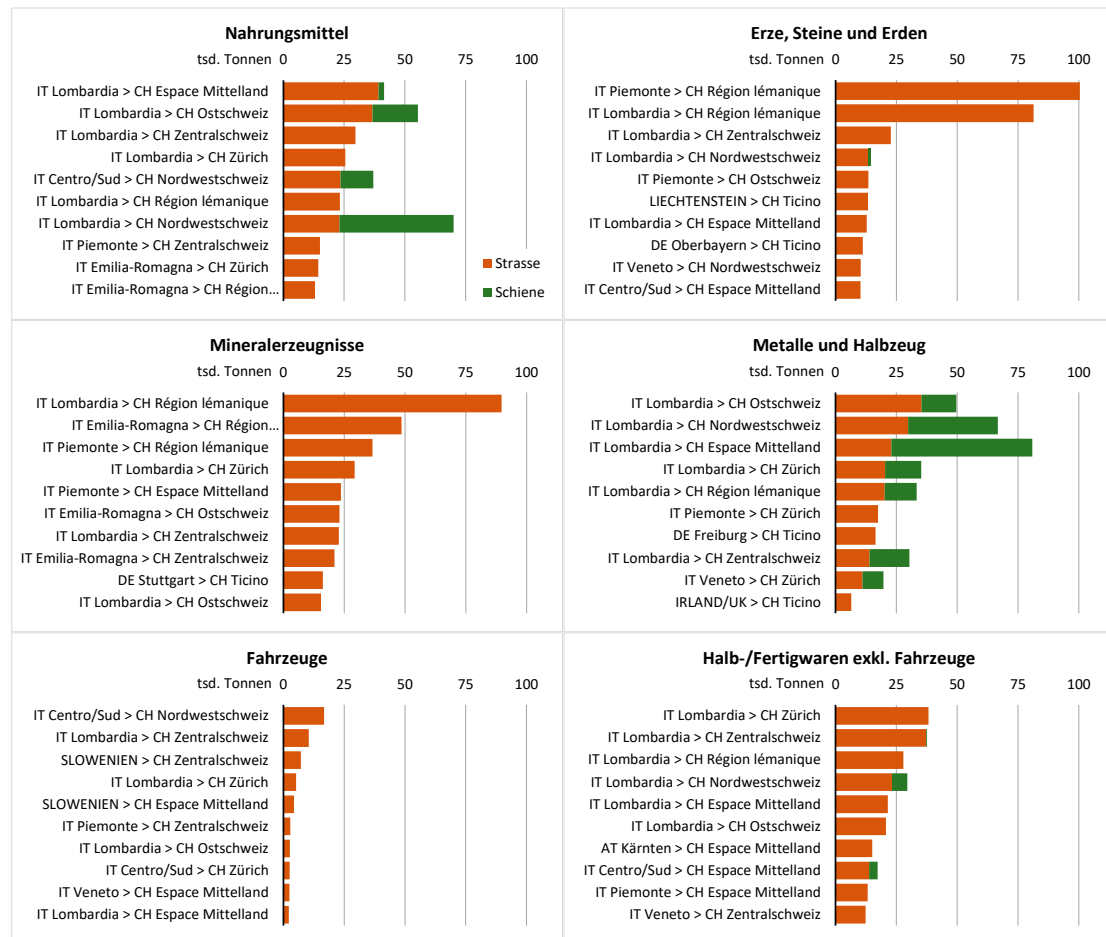 Nahrungsmittel
tsd. Tonnen 0 25 50 75 100
IT Lombardia > CH Espace Mittelland
IT Lombardia > CH Ostschweiz
IT Lombardia > CH Zentralschweiz
IT Lombardia > CH Zürich
IT Centro/Sud > CH Nordwestschweiz
IT Lombardia > CH Région lémanique
IT Lombardia > CH Nordwestschweiz
IT Piemonte > CH Zentralschweiz
IT Emilia-Romagna > CH Zürich
IT Emilia-Romagna > CH Région...
Strasse
Schiene
Erze, Steine und Erden
tsd. Tonnen 0 25 50 75 100
IT Piemonte > CH Région lémanique
IT Lombardia > CH Région lémanique
IT Lombardia > CH Zentralschweiz
IT Lombardia > CH Nordwestschweiz
IT Piemonte > CH Ostschweiz
LIECHTENSTEIN > CH Ticino
IT Lombardia > CH Espace Mittelland
DE Oberbayern > CH Ticino
IT Veneto > CH Nordwestschweiz
IT Centro/Sud > CH Espace Mittelland
Mineralerzeugnisse
tsd. Tonnen 0 25 50 75 100
IT Lombardia > CH Région lémanique
IT Emilia-Romagna > CH Région...
IT Piemonte > CH Région lémanique
IT Lombardia > CH Zürich
IT Piemonte > CH Espace Mittelland
IT Emilia-Romagna > CH Ostschweiz
IT Lombardia > CH Zentralschweiz
IT Emilia-Romagna > CH Zentralschweiz
DE Stuttgart > CH Ticino
IT Lombardia > CH Ostschweiz
Metalle und Halbzeug
tsd. Tonnen 0 25 50 75 100
IT Lombardia > CH Ostschweiz
IT Lombardia > CH Nordwestschweiz
IT Lombardia > CH Espace Mittelland
IT Lombardia > CH Zürich
IT Lombardia > CH Région lémanique
IT Piemonte > CH Zürich
DE Freiburg > CH Ticino
IT Lombardia > CH Zentralschweiz
IT Veneto > CH Zürich
IRLAND/UK > CH Ticino
Fahrzeuge
tsd. Tonnen 0 25 50 75 100
IT Centro/Sud > CH Nordwestschweiz
IT Lombardia > CH Zentralschweiz
SLOWENIEN > CH Zentralschweiz
IT Lombardia > CH Zürich
SLOWENIEN > CH Espace Mittelland
IT Piemonte > CH Zentralschweiz
IT Lombardia > CH Ostschweiz
IT Centro/Sud > CH Zürich
IT Veneto > CH Espace Mittelland
IT Lombardia > CH Espace Mittelland
Halb-/Fertigwaren exkl. Fahrzeuge
tsd. Tonnen 0 25 50 75 100
IT Lombardia > CH Zürich
IT Lombardia > CH Zentralschweiz
IT Lombardia > CH Région lémanique
IT Lombardia > CH Nordwestschweiz
IT Lombardia > CH Espace Mittelland
IT Lombardia > CH Ostschweiz
AT Kärnten > CH Espace Mittelland
IT Centro/Sud > CH Espace Mittelland
IT Piemonte > CH Espace Mittelland
IT Veneto > CH Zentralschweiz